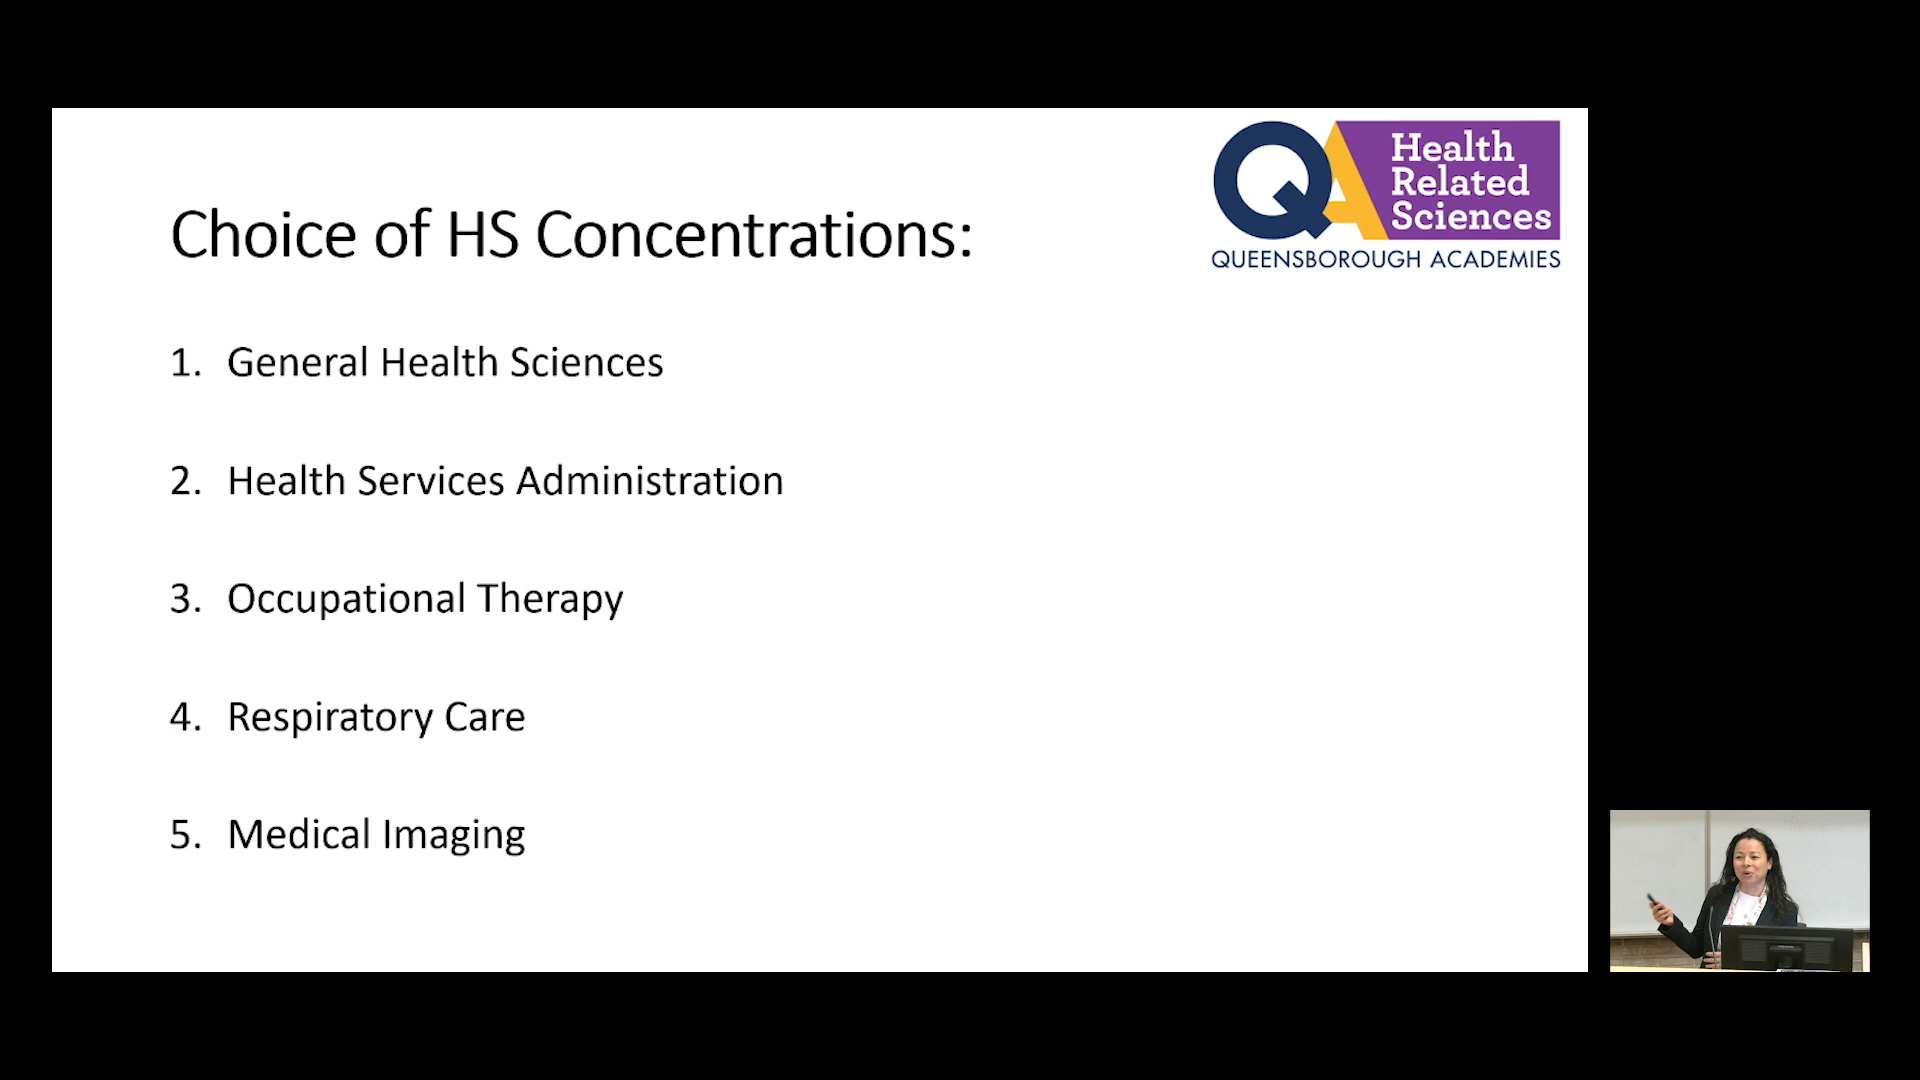 Choice of HS Concentrations:
QA
Health
Related
Sciences
QUEENSBOROUGH ACADEMIES
1. General Health Sciences
2. Health Services Administration
3. Occupational Therapy
4. Respiratory Care
5. Medical Imaging